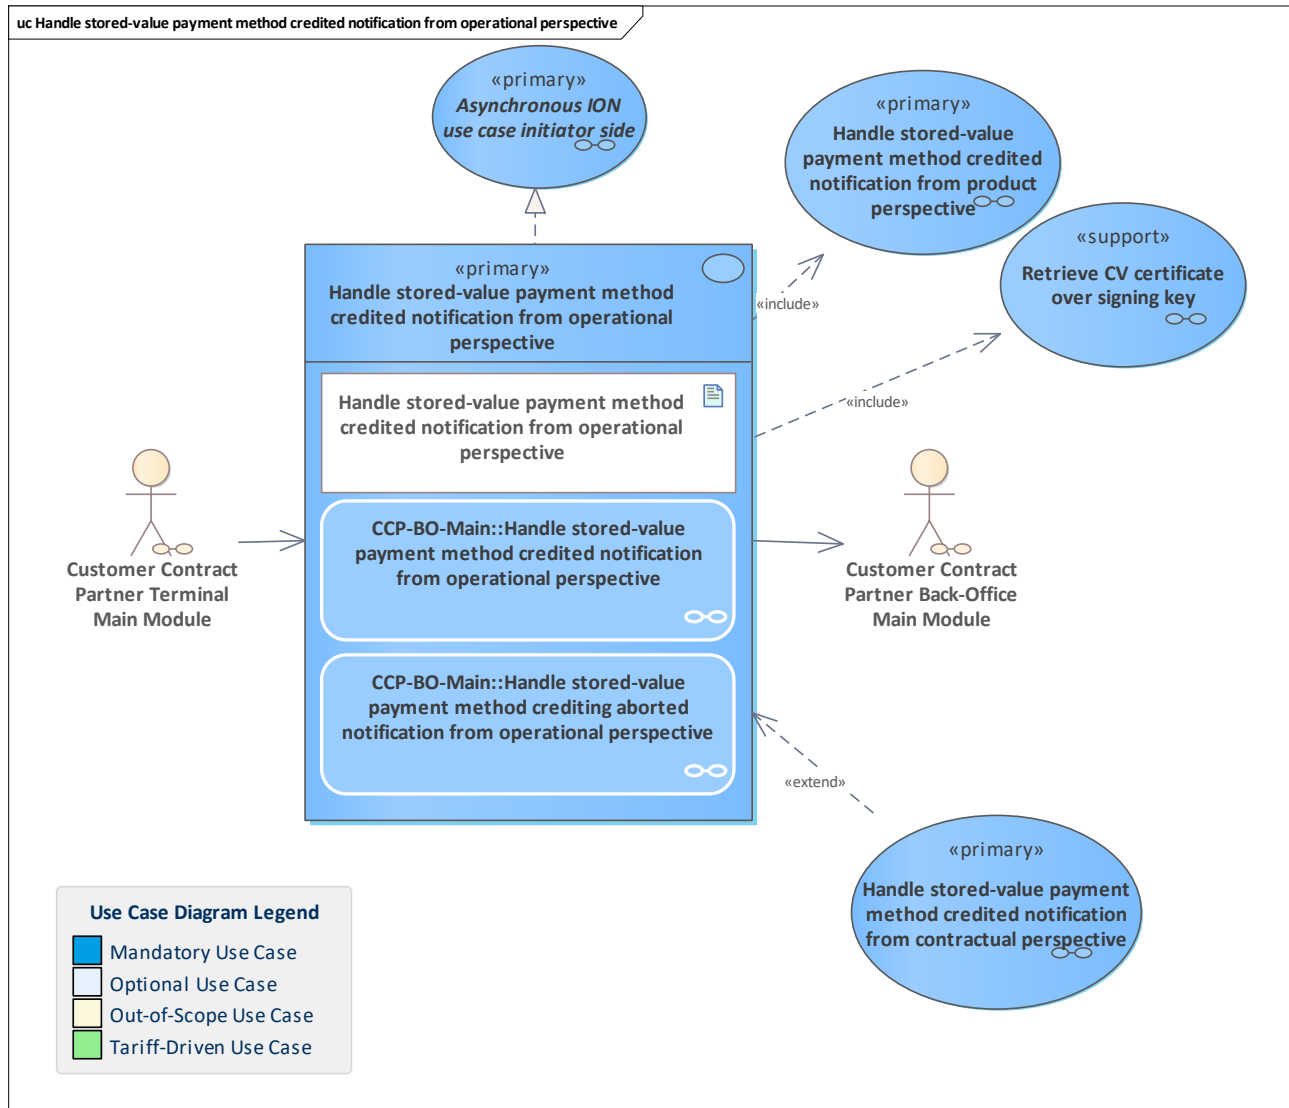 uc Handle stored-value payment method credited notification from operational perspective
«primary»
Asynchronous ION
use case initiator side
«primary»
Handle stored-value
payment method credited
notification from product
perspective
«support»
Retrieve CV certificate
over signing key
«primary»
Handle stored-value payment method
credited notification from operational
perspective
«include»
«include»
Handle stored-value payment method
credited notification from operational
perspective
CCP-BO-Main::Handle stored-value
payment method credited notification
from operational perspective
Customer Contract
Partner Terminal
Main Module
Customer Contract
Partner Back-Office
Main Module
CCP-BO-Main::Handle stored-value
payment method crediting aborted
notification from operational perspective
«extend»
«primary»
Handle stored-value payment
method credited notification
from contractual perspective
Use Case Diagram Legend
Mandatory Use Case
Optional Use Case
Out-of-Scope Use Case
Tariff-Driven Use Case